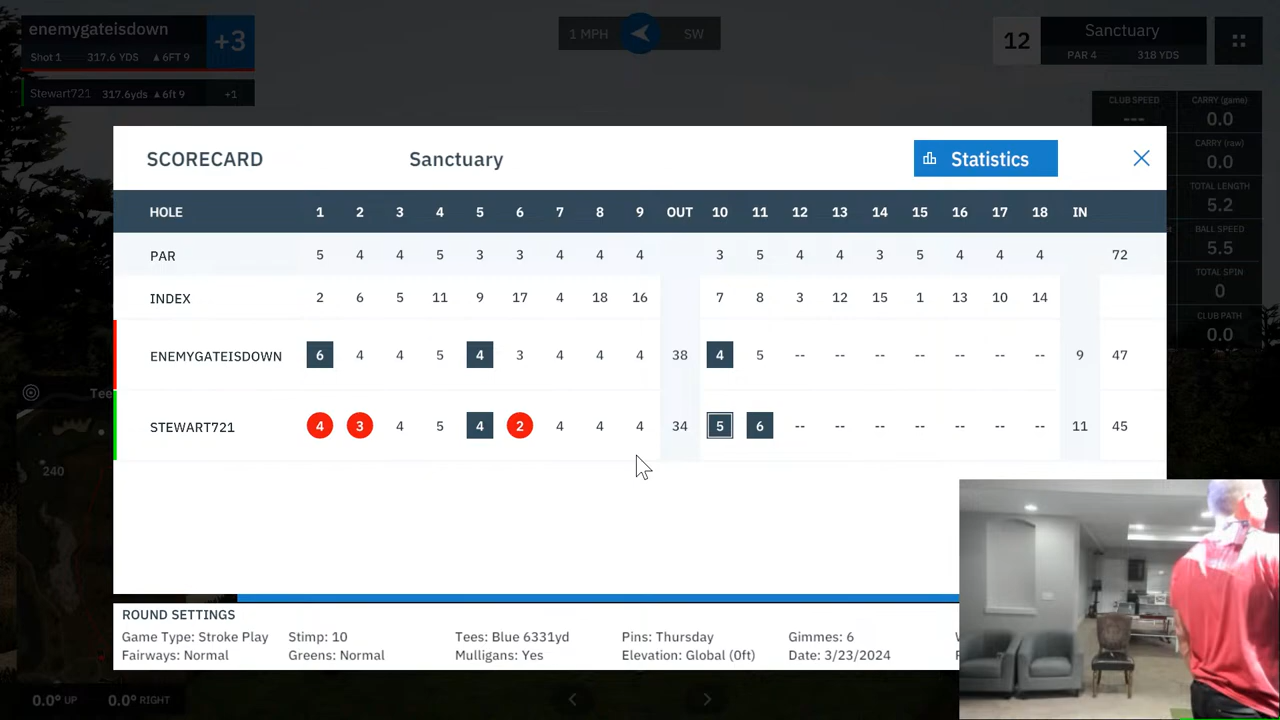 enemygateisdown +3
Shot 1 317.6 YDS ▲6FT 9
Stewart721 317.6yds ▲6ft 9 +1
1 MPH SW
12 Sanctuary
PAR 4 318 YDS
CLUB SPEED CARRY (game)
--- 0.0
CARRY (raw)
0.0
TOTAL LENGTH
5.2
BALL SPEED
5.5
TOTAL SPIN
0
CLUB PATH
0.0
SCORECARD Sanctuary Statistics
HOLE 1 2 3 4 5 6 7 8 9 OUT 10 11 12 13 14 15 16 17 18 IN
PAR 5 4 4 5 3 3 4 4 4 3 5 4 4 3 5 4 4 4 72
INDEX 2 6 5 11 9 17 4 18 16 7 8 3 12 15 1 13 10 14
ENEMYGATEISDOWN 6 4 4 5 4 3 4 4 4 38 4 5 -- -- -- -- -- -- -- 9 47
STEWART721 4 3 4 5 4 2 4 4 4 34 5 6 -- -- -- -- -- -- -- 11 45
Tee
240
ROUND SETTINGS
Game Type: Stroke Play Stimp: 10 Tees: Blue 6331yd Pins: Thursday Gimmes: 6
Fairways: Normal Greens: Normal Mulligans: Yes Elevation: Global (0ft) Date: 3/23/2024
0.0° UP 0.0° RIGHT